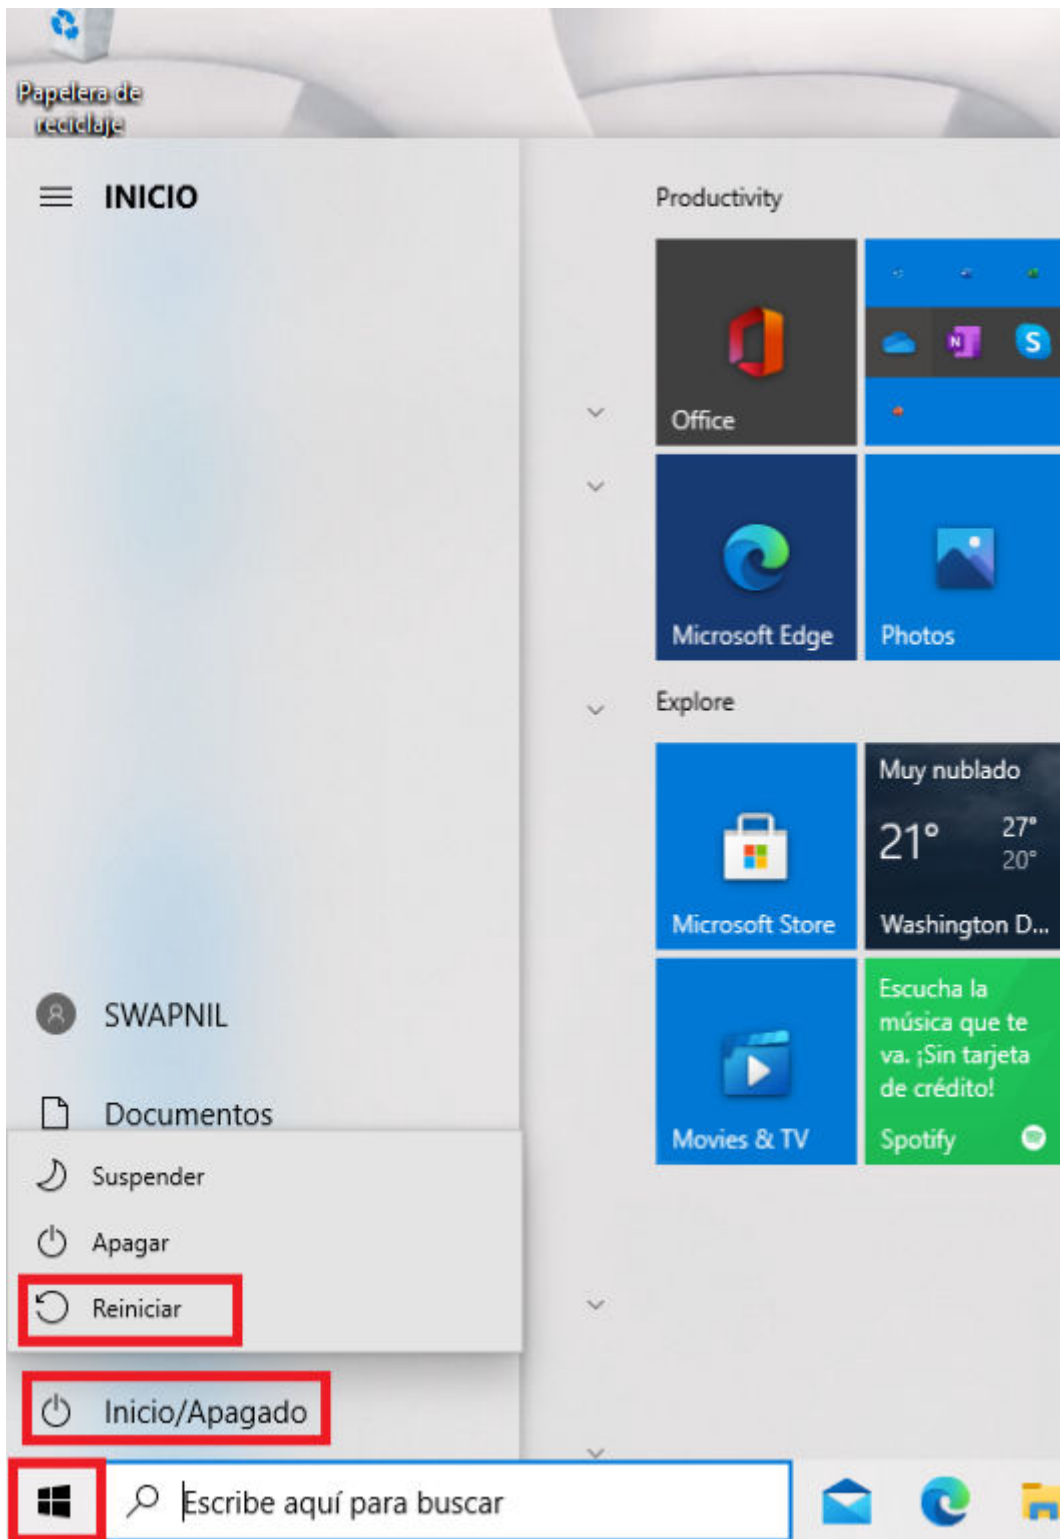 Papelera de
reciclaje
INICIO
Productivity
Office
Microsoft Edge
Photos
Explore
Microsoft Store
Muy nublado
21°
27°
20°
Washington D...
Movies & TV
Escucha la
música que te
va. ¡Sin tarjeta
de crédito!
Spotify
SWAPNIL
Documentos
Suspender
Apagar
Reiniciar
Inicio/Apagado
Escribe aquí para buscar